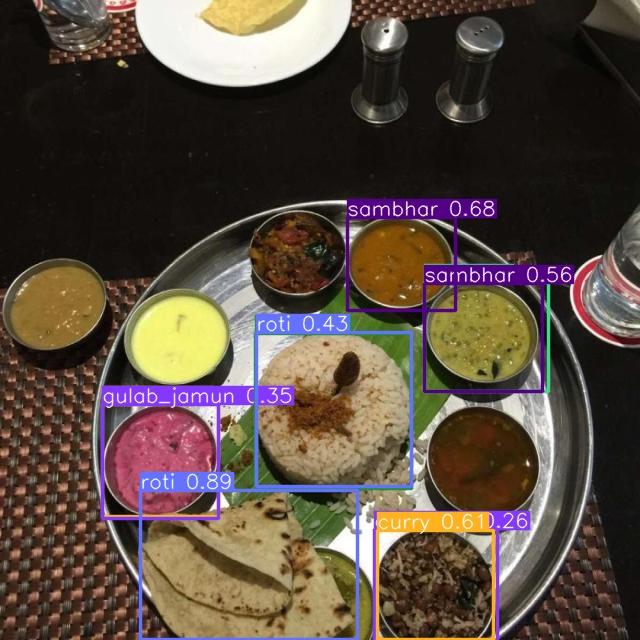 sambhar 0.68
sambhar 0.56
roti 0.43
gulab_jamun 0.35
roti 0.89
curry 0.61
0.26